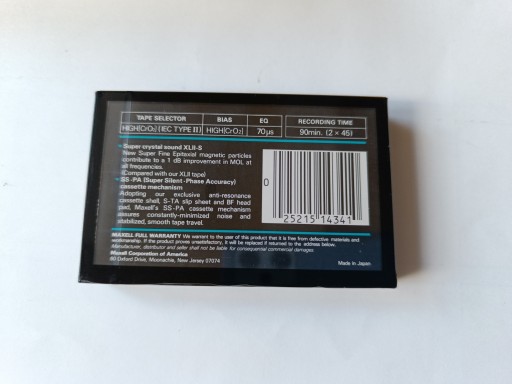 TAPE SELECTOR BIAS EQ RECORDING TIME
HIGH[CrO₂] (IEC TYPE II) HIGH[CrO₂] 70µs 90min. (2 × 45)
Super crystal sound XLII-S
New Super Fine Epitaxial magnetic particles
contribute to a 1 dB improvement in MOL at
all frequencies.
(Compared with our XLII tape)
SS-PA (Super Silent-Phase Accuracy)
cassette mechanism
Adopting our exclusive anti-resonance
cassette shell, S-TA slip sheet and BF head
pad, Maxell's SS-PA cassette mechanism
assures constantly-minimized noise and
stabilized, smooth tape travel.
0
25215 14341
MAXELL FULL WARRANTY We warrant to the user of this product that it is free from defective materials and
workmanship. If the product prove unsatisfactory, it will be replaced if returned to the address below.
Manufacturer, distributor and seller shall not be liable for consequential commercial damages.
Maxell Corporation of America
60 Oxford Drive, Moonachie, New Jersey 07074
Made in Japan